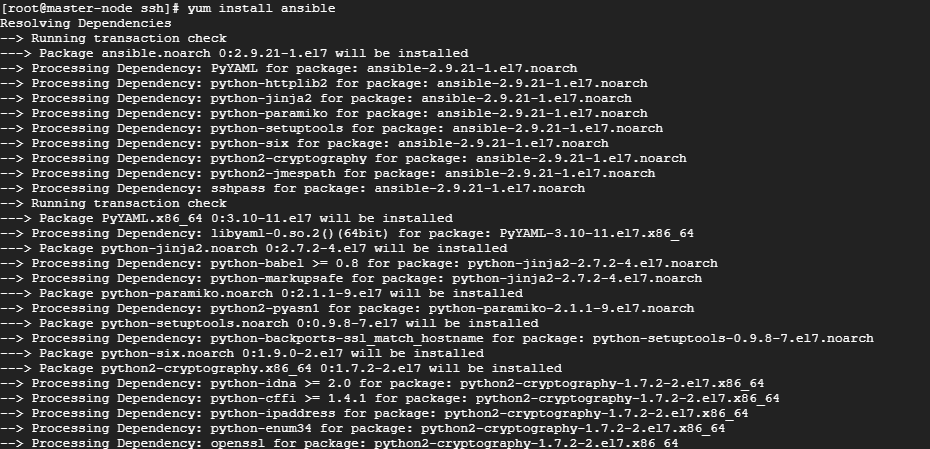 [root@master-node ssh]# yum install ansible
Resolving Dependencies
--> Running transaction check
---> Package ansible.noarch 0:2.9.21-1.el7 will be installed
--> Processing Dependency: PyYAML for package: ansible-2.9.21-1.el7.noarch
--> Processing Dependency: python-httplib2 for package: ansible-2.9.21-1.el7.noarch
--> Processing Dependency: python-jinja2 for package: ansible-2.9.21-1.el7.noarch
--> Processing Dependency: python-paramiko for package: ansible-2.9.21-1.el7.noarch
--> Processing Dependency: python-setuptools for package: ansible-2.9.21-1.el7.noarch
--> Processing Dependency: python-six for package: ansible-2.9.21-1.el7.noarch
--> Processing Dependency: python2-cryptography for package: ansible-2.9.21-1.el7.noarch
--> Processing Dependency: python2-jmespath for package: ansible-2.9.21-1.el7.noarch
--> Processing Dependency: sshpass for package: ansible-2.9.21-1.el7.noarch
--> Running transaction check
---> Package PyYAML.x86_64 0:3.10-11.el7 will be installed
--> Processing Dependency: libyaml-0.so.2()(64bit) for package: PyYAML-3.10-11.el7.x86_64
---> Package python-jinja2.noarch 0:2.7.2-4.el7 will be installed
--> Processing Dependency: python-babel >= 0.8 for package: python-jinja2-2.7.2-4.el7.noarch
--> Processing Dependency: python-markupsafe for package: python-jinja2-2.7.2-4.el7.noarch
---> Package python-paramiko.noarch 0:2.1.1-9.el7 will be installed
--> Processing Dependency: python2-pyasn1 for package: python-paramiko-2.1.1-9.el7.noarch
---> Package python-setuptools.noarch 0:0.9.8-7.el7 will be installed
--> Processing Dependency: python-backports-ssl_match_hostname for package: python-setuptools-0.9.8-7.el7.noarch
---> Package python-six.noarch 0:1.9.0-2.el7 will be installed
---> Package python2-cryptography.x86_64 0:1.7.2-2.el7 will be installed
--> Processing Dependency: python-idna >= 2.0 for package: python2-cryptography-1.7.2-2.el7.x86_64
--> Processing Dependency: python-cffi >= 1.4.1 for package: python2-cryptography-1.7.2-2.el7.x86_64
--> Processing Dependency: python-ipaddress for package: python2-cryptography-1.7.2-2.el7.x86_64
--> Processing Dependency: python-enum34 for package: python2-cryptography-1.7.2-2.el7.x86_64
--> Processing Dependency: openssl for package: python2-cryptography-1.7.2-2.el7.x86_64